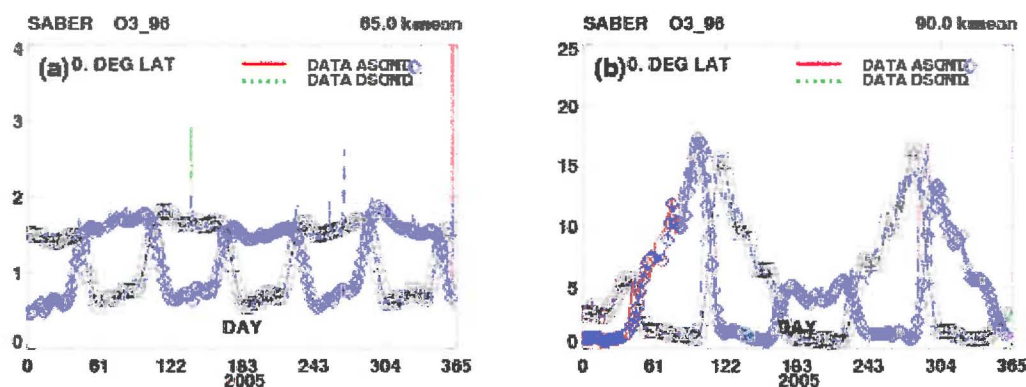 SABER O3_96 65.0 kmean
4
(a) 0. DEG LAT
DATA ASCND
DATA DSCND
3
2
1
0
DAY
0 61 122 183 243 304 365
2005
SABER O3_96 90.0 kmean
25
(b) 0. DEG LAT
DATA ASCND
DATA DSCND
20
15
10
5
0
DAY
0 61 122 183 243 304 365
2005